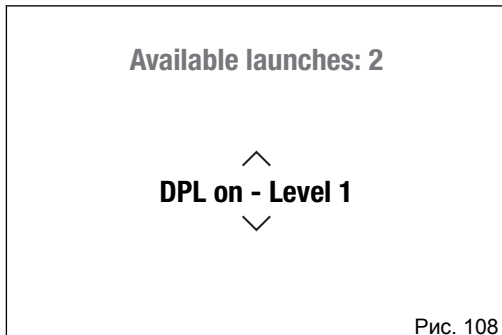 Available launches: 2
DPL on - Level 1
Рис. 108